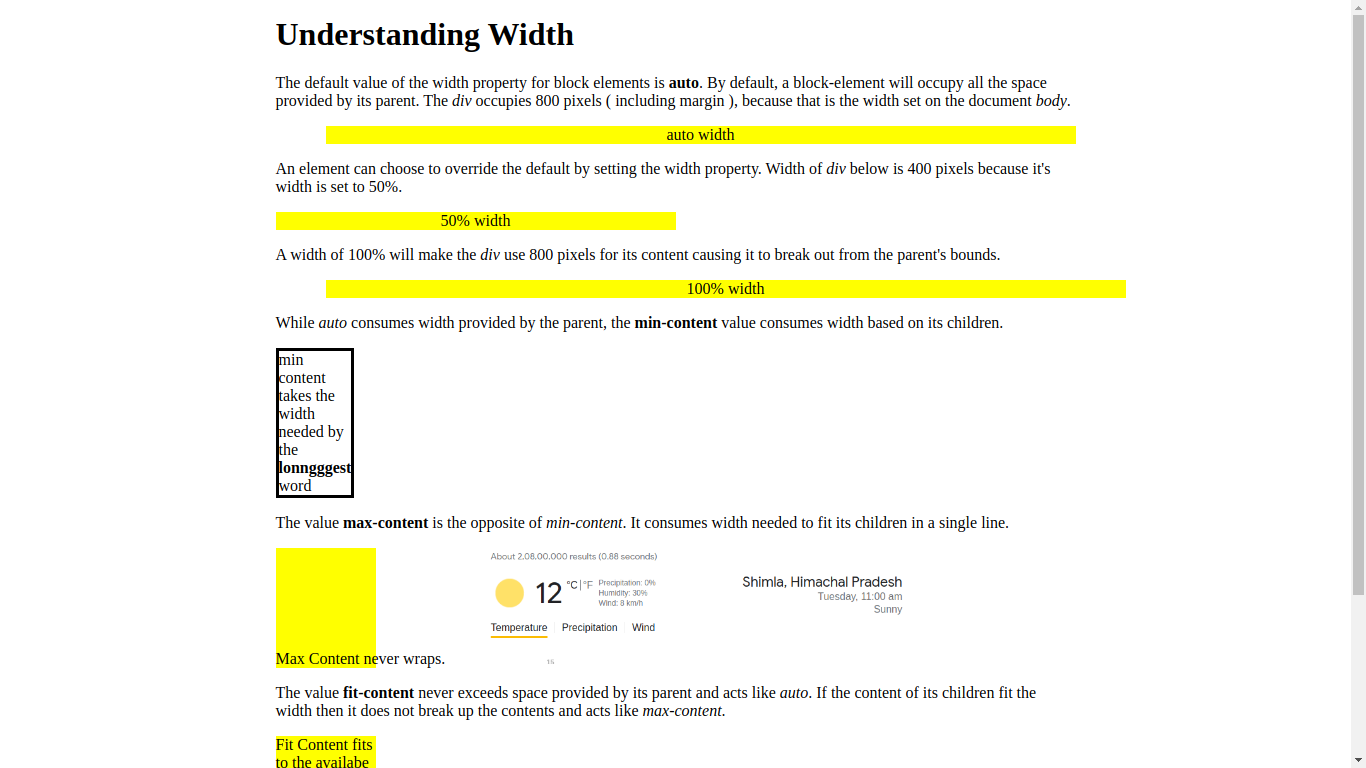 Understanding Width
The default value of the width property for block elements is auto. By default, a block-element will occupy all the space
provided by its parent. The div occupies 800 pixels ( including margin ), because that is the width set on the document body.
auto width
An element can choose to override the default by setting the width property. Width of div below is 400 pixels because it's
width is set to 50%.
50% width
A width of 100% will make the div use 800 pixels for its content causing it to break out from the parent's bounds.
100% width
While auto consumes width provided by the parent, the min-content value consumes width based on its children.
min
content
takes the
width
needed by
the
lonngggest
word
The value max-content is the opposite of min-content. It consumes width needed to fit its children in a single line.
About 2,08,00,000 results (0.88 seconds)
12 °C | °F
Precipitation: 0%
Humidity: 30%
Wind: 8 km/h
Shimla, Himachal Pradesh
Tuesday, 11:00 am
Sunny
Temperature Precipitation Wind
15
Max Content never wraps.
The value fit-content never exceeds space provided by its parent and acts like auto. If the content of its children fit the
width then it does not break up the contents and acts like max-content.
Fit Content fits
to the availabe